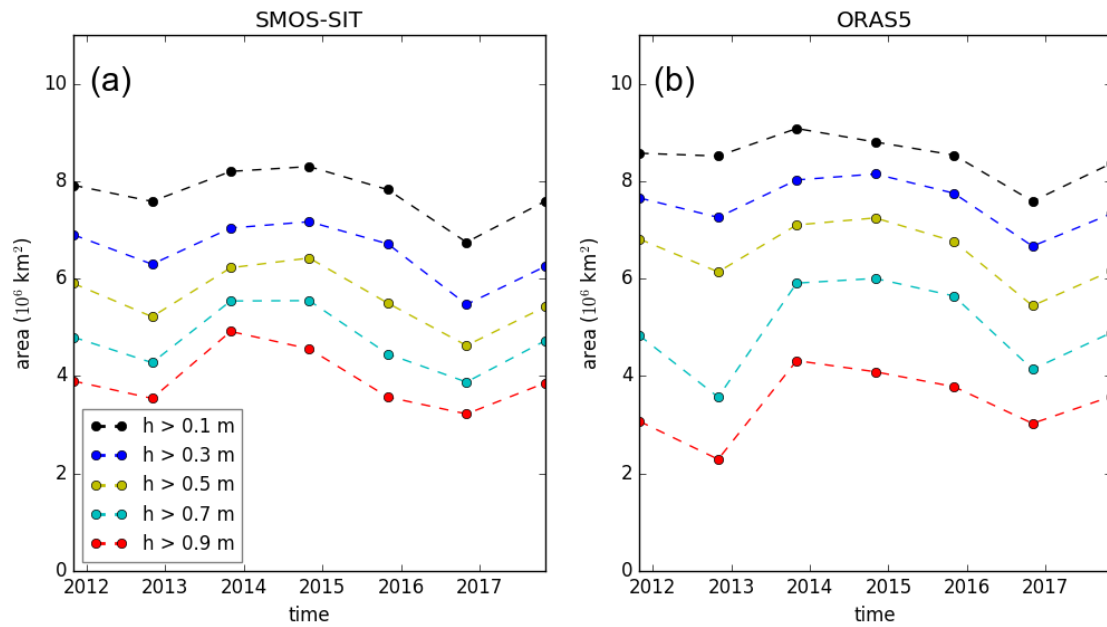 SMOS-SIT
(a)
area (10⁶ km²)
10
8
6
4
2
0
h > 0.1 m
h > 0.3 m
h > 0.5 m
h > 0.7 m
h > 0.9 m
2012 2013 2014 2015 2016 2017
time
ORAS5
(b)
area (10⁶ km²)
10
8
6
4
2
0
2012 2013 2014 2015 2016 2017
time